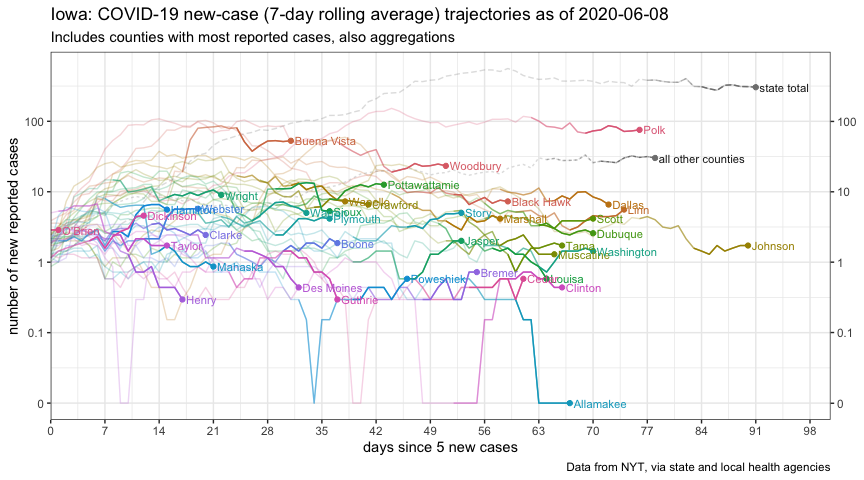 Iowa: COVID-19 new-case (7-day rolling average) trajectories as of 2020-06-08
Includes counties with most reported cases, also aggregations
number of new reported cases
state total
100
Polk
100
Buena Vista
all other counties
Woodbury
10
Pottawattamie
10
Wright
Wapello
Crawford
Black Hawk
Dallas
Linn
Dickinson
Hamilton
Webster
Sioux
Plymouth
Story
Marshall
Scott
O'Brien
Clarke
Dubuque
Taylor
Boone
Jasper
Tama
Muscatine
Washington
Johnson
1
Mahaska
1
Poweshiek
Bremer
Louisa
Des Moines
Clinton
Henry
Guthrie
0.1
0.1
0
Allamakee
0
0 7 14 21 28 35 42 49 56 63 70 77 84 91 98
days since 5 new cases
Data from NYT, via state and local health agencies